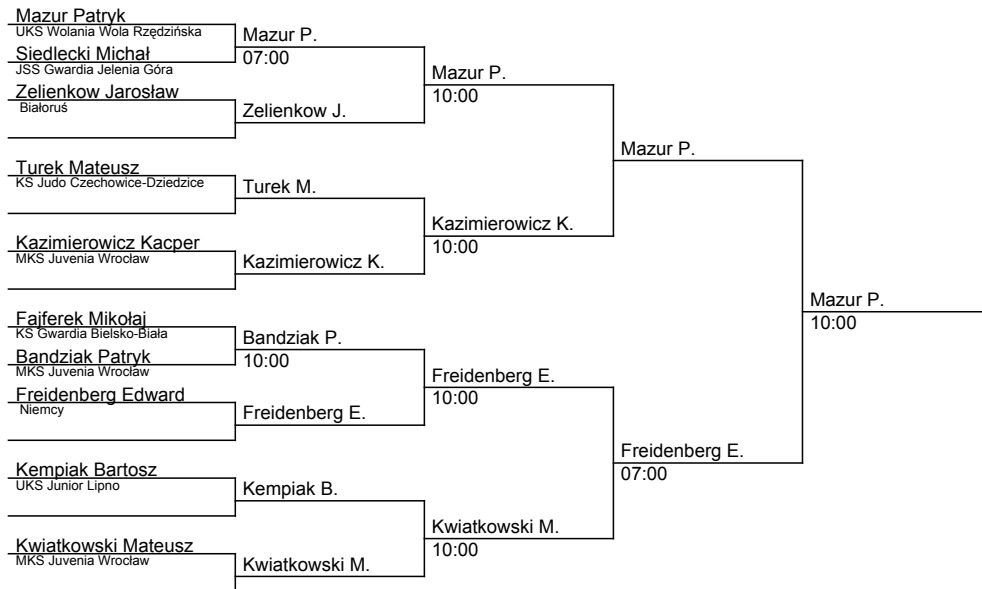 Mazur Patryk
UKS Wolania Wola Rzędzińska
Mazur P.
07:00
Siedlecki Michał
JSS Gwardia Jelenia Góra
Mazur P.
10:00
Zelienkow Jarosław
Białoruś
Zelienkow J.
Mazur P.
Turek Mateusz
KS Judo Czechowice-Dziedzice
Turek M.
Kazimierowicz K.
10:00
Kazimierowicz Kacper
MKS Juvenia Wrocław
Kazimierowicz K.
Mazur P.
10:00
Fajferek Mikołaj
KS Gwardia Bielsko-Biała
Bandziak P.
10:00
Bandziak Patryk
MKS Juvenia Wrocław
Freidenberg E.
10:00
Freidenberg Edward
Niemcy
Freidenberg E.
Freidenberg E.
07:00
Kempiak Bartosz
UKS Junior Lipno
Kempiak B.
Kwiatkowski M.
10:00
Kwiatkowski Mateusz
MKS Juvenia Wrocław
Kwiatkowski M.